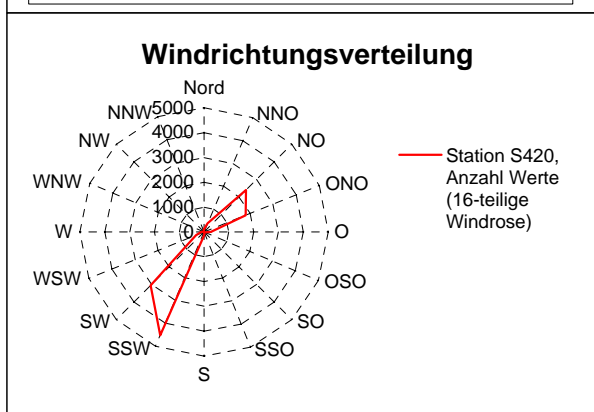 Windrichtungsverteilung
Nord
NNW
5000
NNO
NW
4000
NO
3000
WNW
2000
ONO
1000
W
0
O
WSW
OSO
SW
SO
SSW
SSO
S
Station S420,
Anzahl Werte
(16-teilige
Windrose)